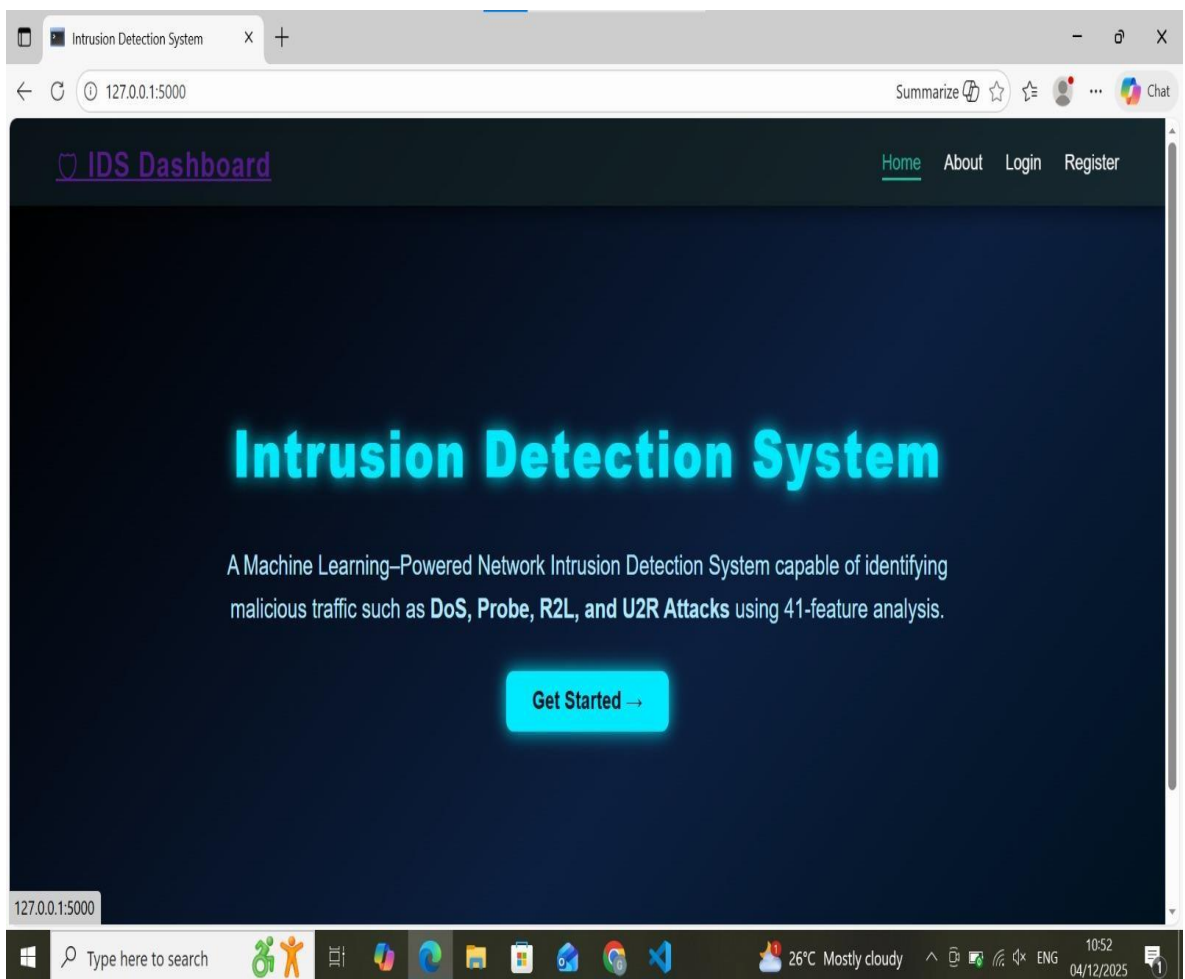 Intrusion Detection System
127.0.0.1:5000
Summarize
Chat
IDS Dashboard
Home About Login Register
Intrusion Detection System
A Machine Learning–Powered Network Intrusion Detection System capable of identifying
malicious traffic such as DoS, Probe, R2L, and U2R Attacks using 41-feature analysis.
Get Started →
127.0.0.1:5000
Type here to search
1
26°C Mostly cloudy
ENG
10:52
04/12/2025
1